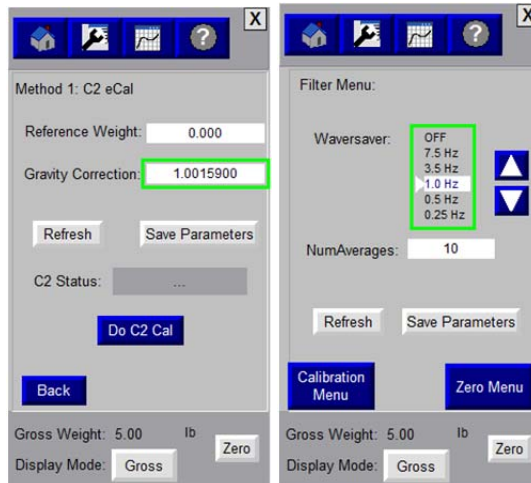 X
?
Method 1: C2 eCal
Reference Weight: 0.000
Gravity Correction: 1.0015900
Refresh Save Parameters
C2 Status: ...
Do C2 Cal
Back
Gross Weight: 5.00 lb
Zero
Display Mode: Gross
X
?
Filter Menu:
Waversaver:
OFF
7.5 Hz
3.5 Hz
1.0 Hz
0.5 Hz
0.25 Hz
NumAverages: 10
Refresh Save Parameters
Calibration
Menu
Zero Menu
Gross Weight: 5.00 lb
Zero
Display Mode: Gross